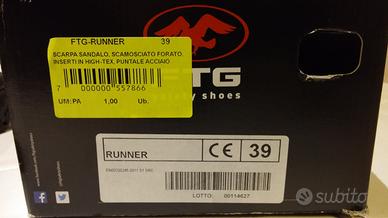 FTG-RUNNER 39
SCARPA SANDALO, SCAMOSCIATO FORATO,
INSERTI IN HIGH-TEX, PUNTALE ACCIAIO
7 000000 557866
UM:PA 1,00 Ub.
FTG
safety shoes
RUNNER
CE 39
LOTTO: 00114627
subito